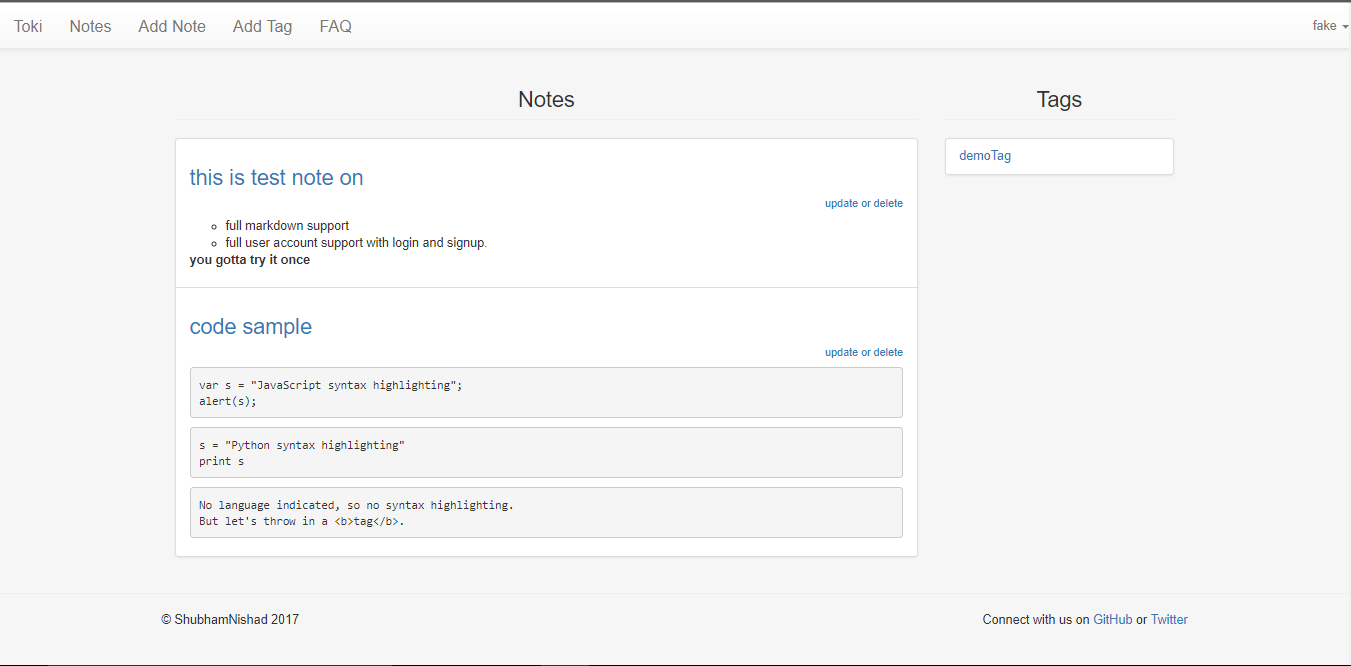 Toki Notes Add Note Add Tag FAQ fake
Notes
this is test note on
update or delete
full markdown support
full user account support with login and signup.
you gotta try it once
code sample
update or delete
var s = "JavaScript syntax highlighting";
alert(s);
s = "Python syntax highlighting"
print s
No language indicated, so no syntax highlighting.
But let's throw in a <b>tag</b>.
Tags
demoTag
© ShubhamNishad 2017
Connect with us on GitHub or Twitter